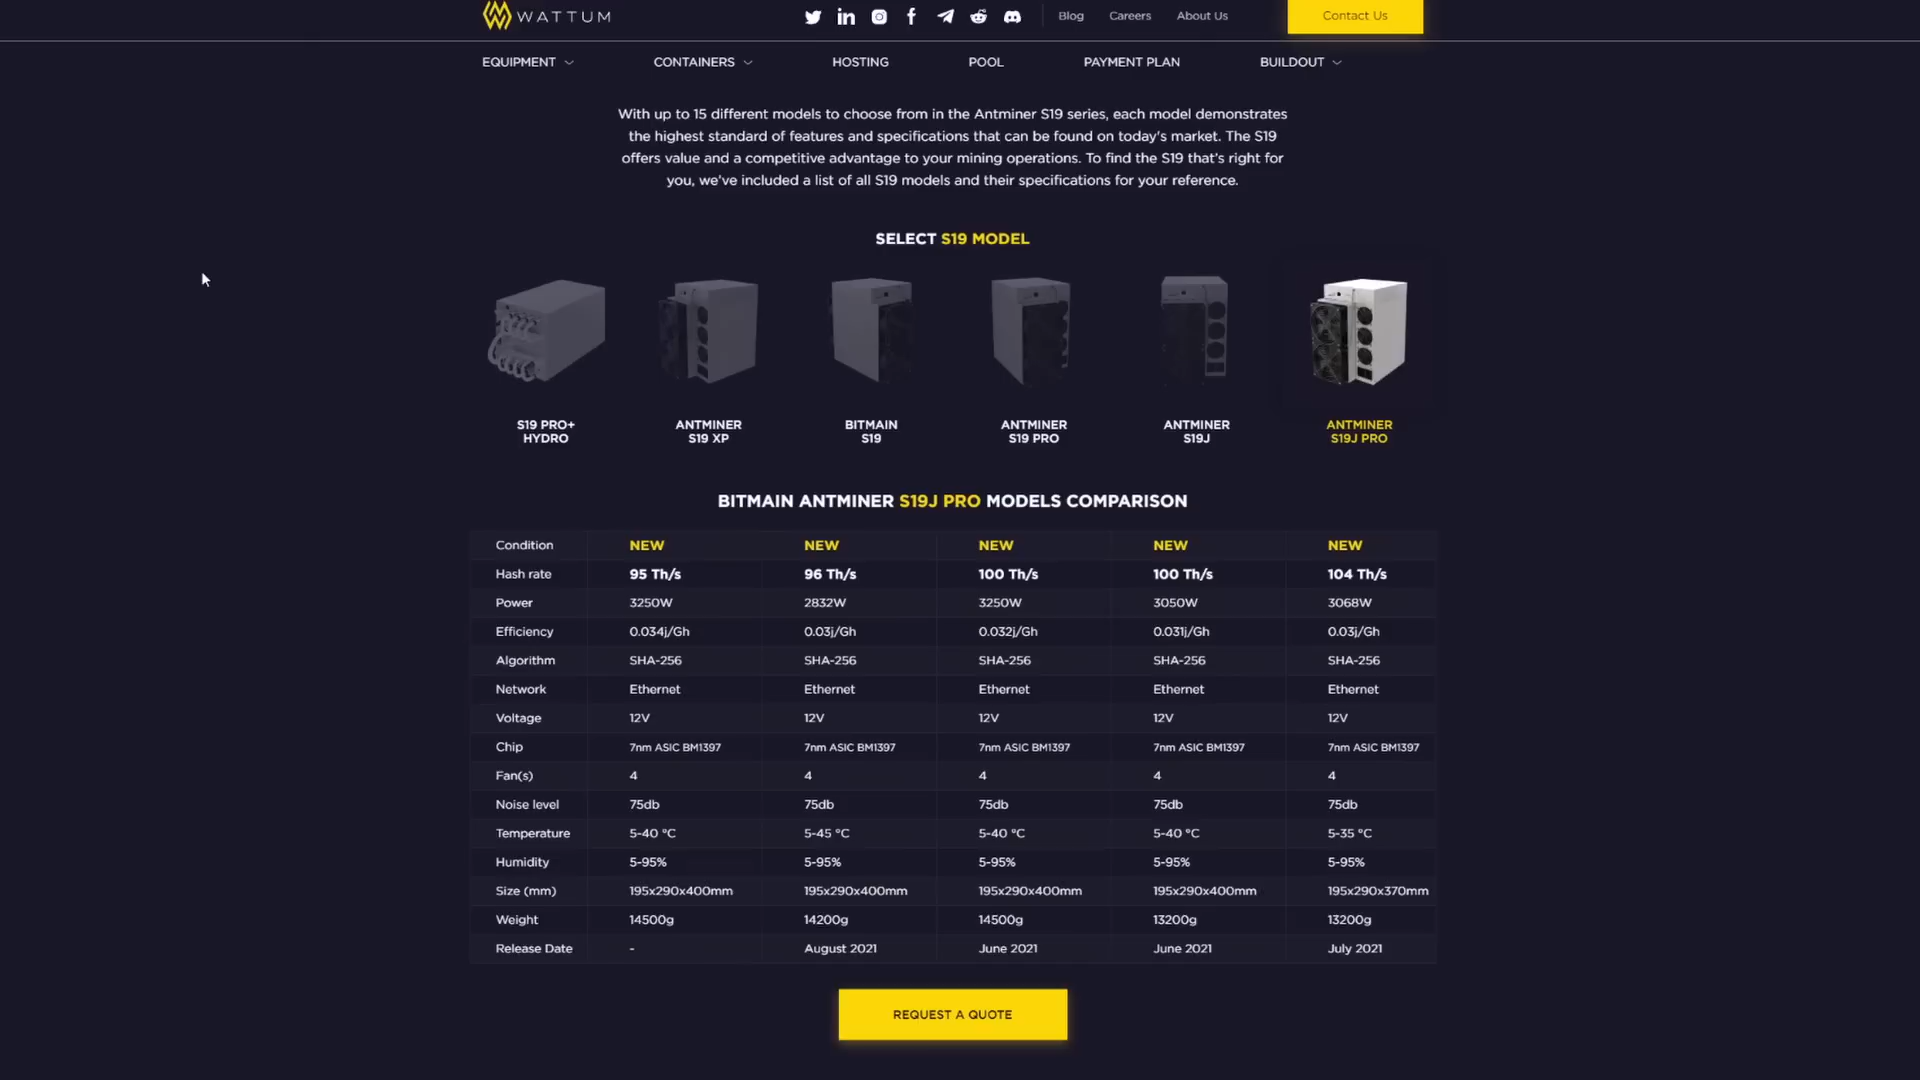 WATTUM
Blog Careers About Us Contact Us
EQUIPMENT CONTAINERS HOSTING POOL PAYMENT PLAN BUILDOUT
With up to 15 different models to choose from in the Antminer S19 series, each model demonstrates
the highest standard of features and specifications that can be found on today's market. The S19
offers value and a competitive advantage to your mining operations. To find the S19 that's right for
you, we've included a list of all S19 models and their specifications for your reference.
SELECT S19 MODEL
S19 PRO+ HYDRO
ANTMINER S19 XP
BITMAIN S19
ANTMINER S19 PRO
ANTMINER S19J
ANTMINER S19J PRO
BITMAIN ANTMINER S19J PRO MODELS COMPARISON
Condition NEW NEW NEW NEW NEW
Hash rate 95 Th/s 96 Th/s 100 Th/s 100 Th/s 104 Th/s
Power 3250W 2832W 3250W 3050W 3068W
Efficiency 0.034j/Gh 0.03j/Gh 0.032j/Gh 0.031j/Gh 0.03j/Gh
Algorithm SHA-256 SHA-256 SHA-256 SHA-256 SHA-256
Network Ethernet Ethernet Ethernet Ethernet Ethernet
Voltage 12V 12V 12V 12V 12V
Chip 7nm ASIC BM1397 7nm ASIC BM1397 7nm ASIC BM1397 7nm ASIC BM1397 7nm ASIC BM1397
Fan(s) 4 4 4 4 4
Noise level 75db 75db 75db 75db 75db
Temperature 5-40 °C 5-45 °C 5-40 °C 5-40 °C 5-35 °C
Humidity 5-95% 5-95% 5-95% 5-95% 5-95%
Size (mm) 195x290x400mm 195x290x400mm 195x290x400mm 195x290x400mm 195x290x370mm
Weight 14500g 14200g 14500g 13200g 13200g
Release Date - August 2021 June 2021 June 2021 July 2021
REQUEST A QUOTE